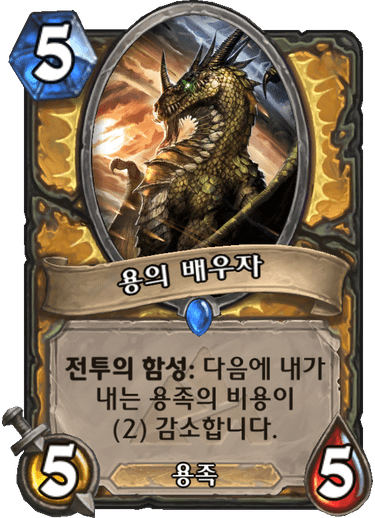 5
용의 배우자
전투의 함성: 다음에 내가
내는 용족의 비용이
(2) 감소합니다.
5
용족
5